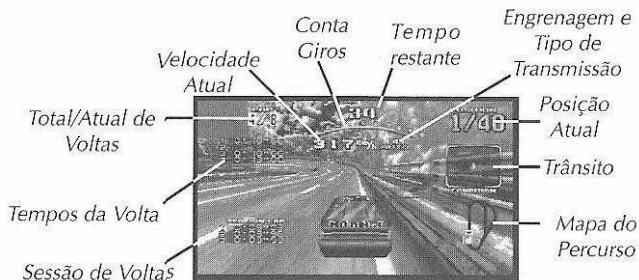 Engrenagem e
Tipo de
Transmissão
Conta
Giros
Tempo
restante
Velocidade
Atual
Total/Atual de
Voltas
Posição
Atual
1/40
317
Trânsito
Tempos da Volta
Mapa do
Percurso
Sessão de Voltas